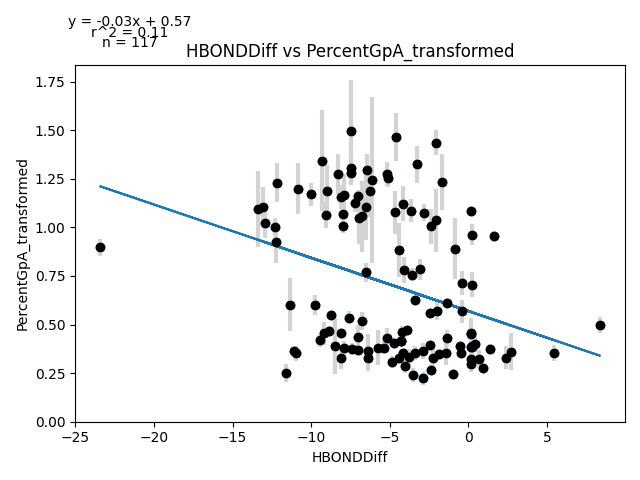 y = -0.03x + 0.57
r^2 = 0.11
n = 117
HBONDDiff vs PercentGpA_transformed
PercentGpA_transformed
1.75
1.50
1.25
1.00
0.75
0.50
0.25
0.00
-25 -20 -15 -10 -5 0 5
HBONDDiff